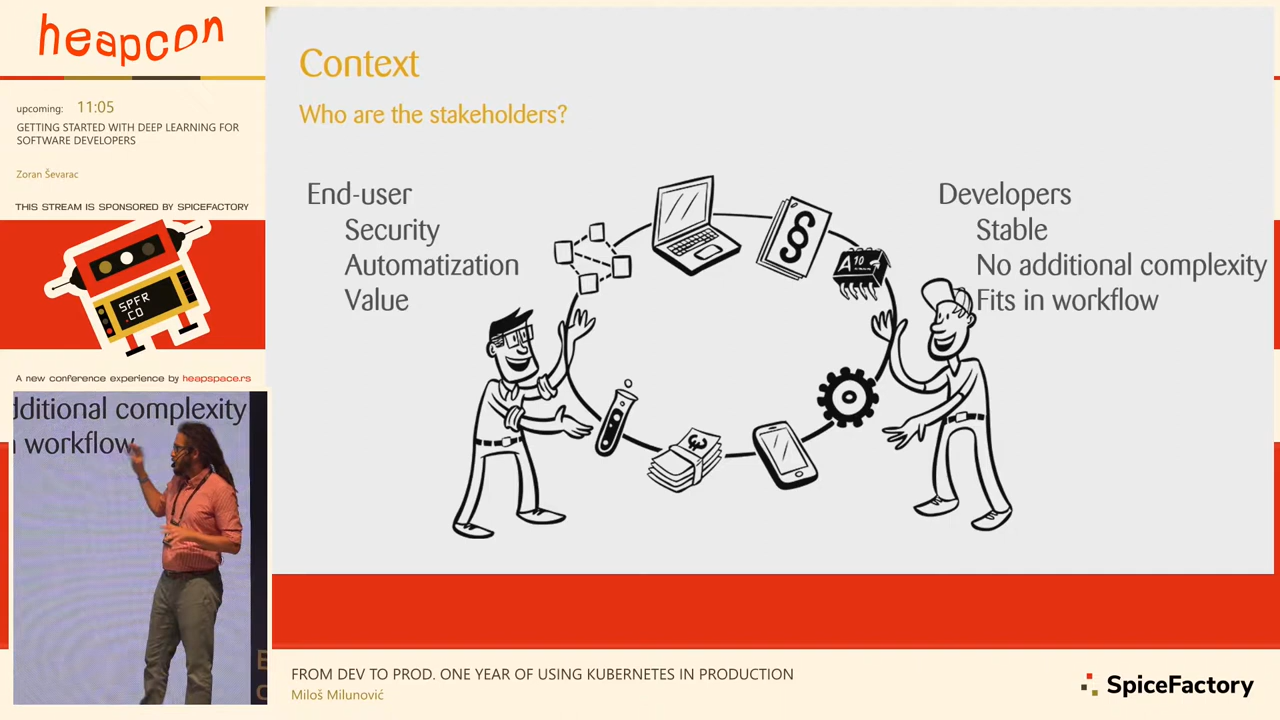 heapcon
upcoming: 11:05
GETTING STARTED WITH DEEP LEARNING FOR
SOFTWARE DEVELOPERS
Zoran Ševarac
THIS STREAM IS SPONSORED BY SPICEFACTORY
SPFR
.CO
A new conference experience by heapspace.rs
dditional complexity
workflow
Context
Who are the stakeholders?
End-user
Security
Automatization
Value
Developers
Stable
No additional complexity
Fits in workflow
§
A10
FROM DEV TO PROD. ONE YEAR OF USING KUBERNETES IN PRODUCTION
Miloš Milunović
SpiceFactory